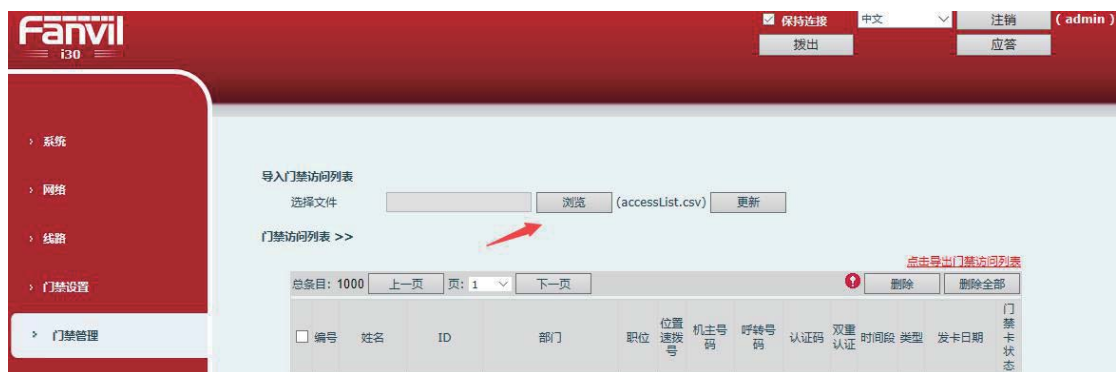 Fanvil
i30
保持连接 中文 注销 ( admin )
拨出 应答
系统
网络
线路
门禁设置
门禁管理
导入门禁访问列表
选择文件 浏览 (accessList.csv) 更新
门禁访问列表 >>
点击导出门禁访问列表
总条目: 1000 上一页 页: 1 下一页 删除 删除全部
编号 姓名 ID 部门 职位 位置速拨号 机主号码 呼转号码 认证码 双重认证 时间段 类型 发卡日期 门禁卡状态